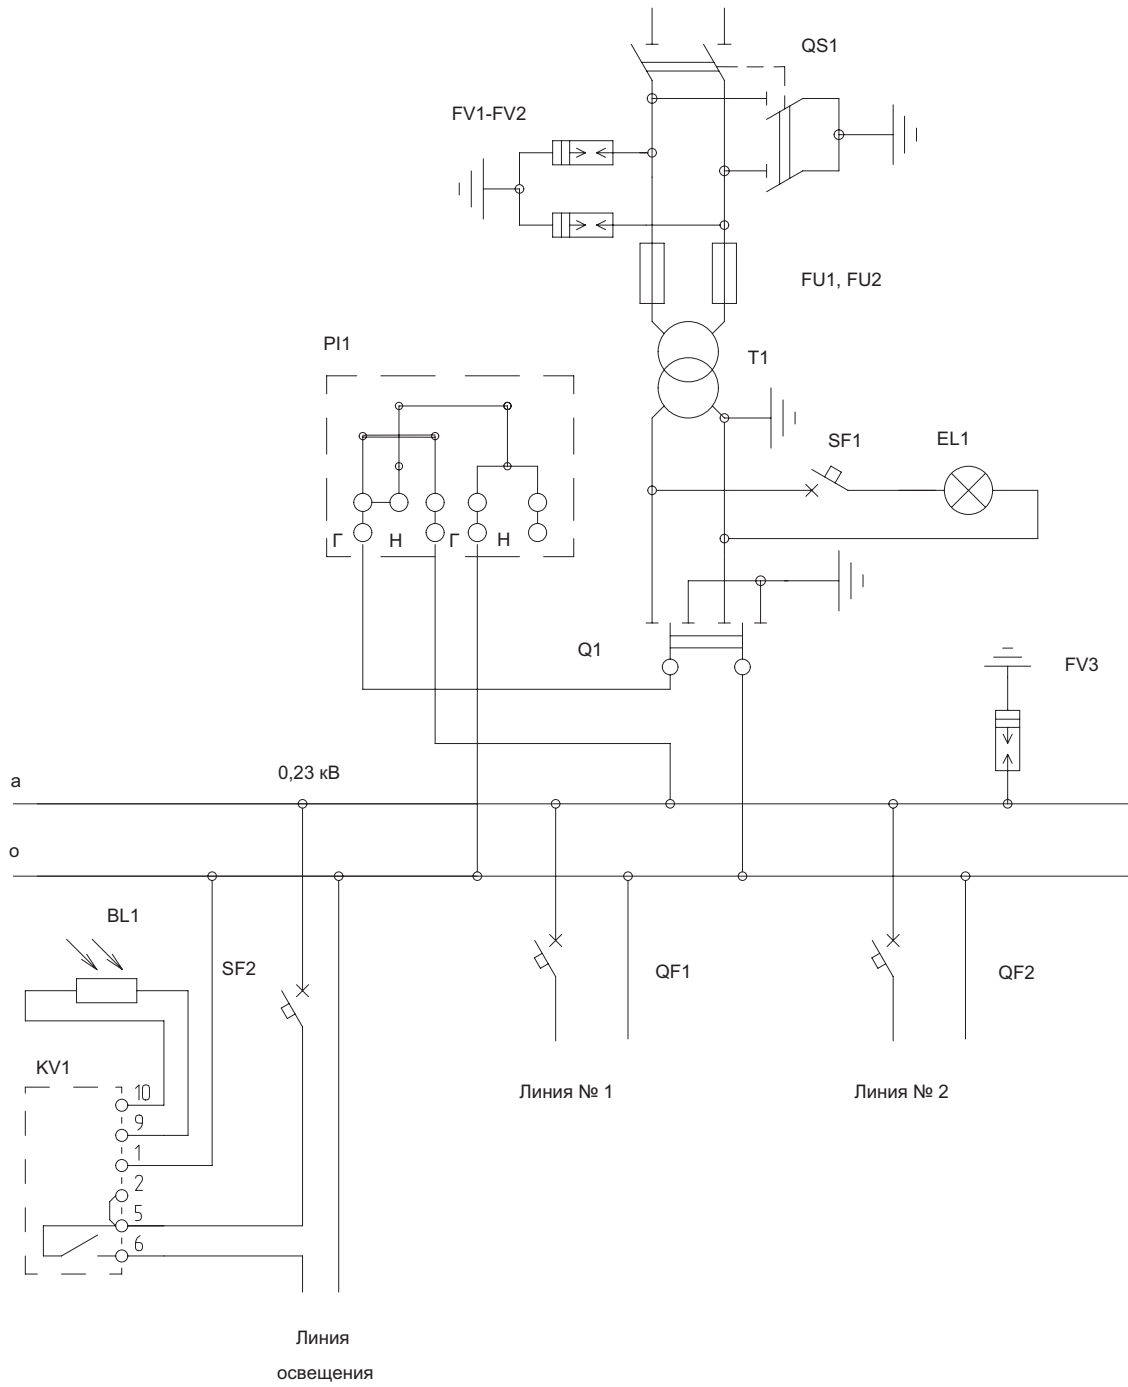 QS1
FV1-FV2
FU1, FU2
PI1
T1
SF1
EL1
Г Н Г Н
Q1
FV3
а
0,23 кВ
о
BL1
SF2
QF1
QF2
KV1
10
9
1
2
5
6
Линия № 1
Линия № 2
Линия
освещения